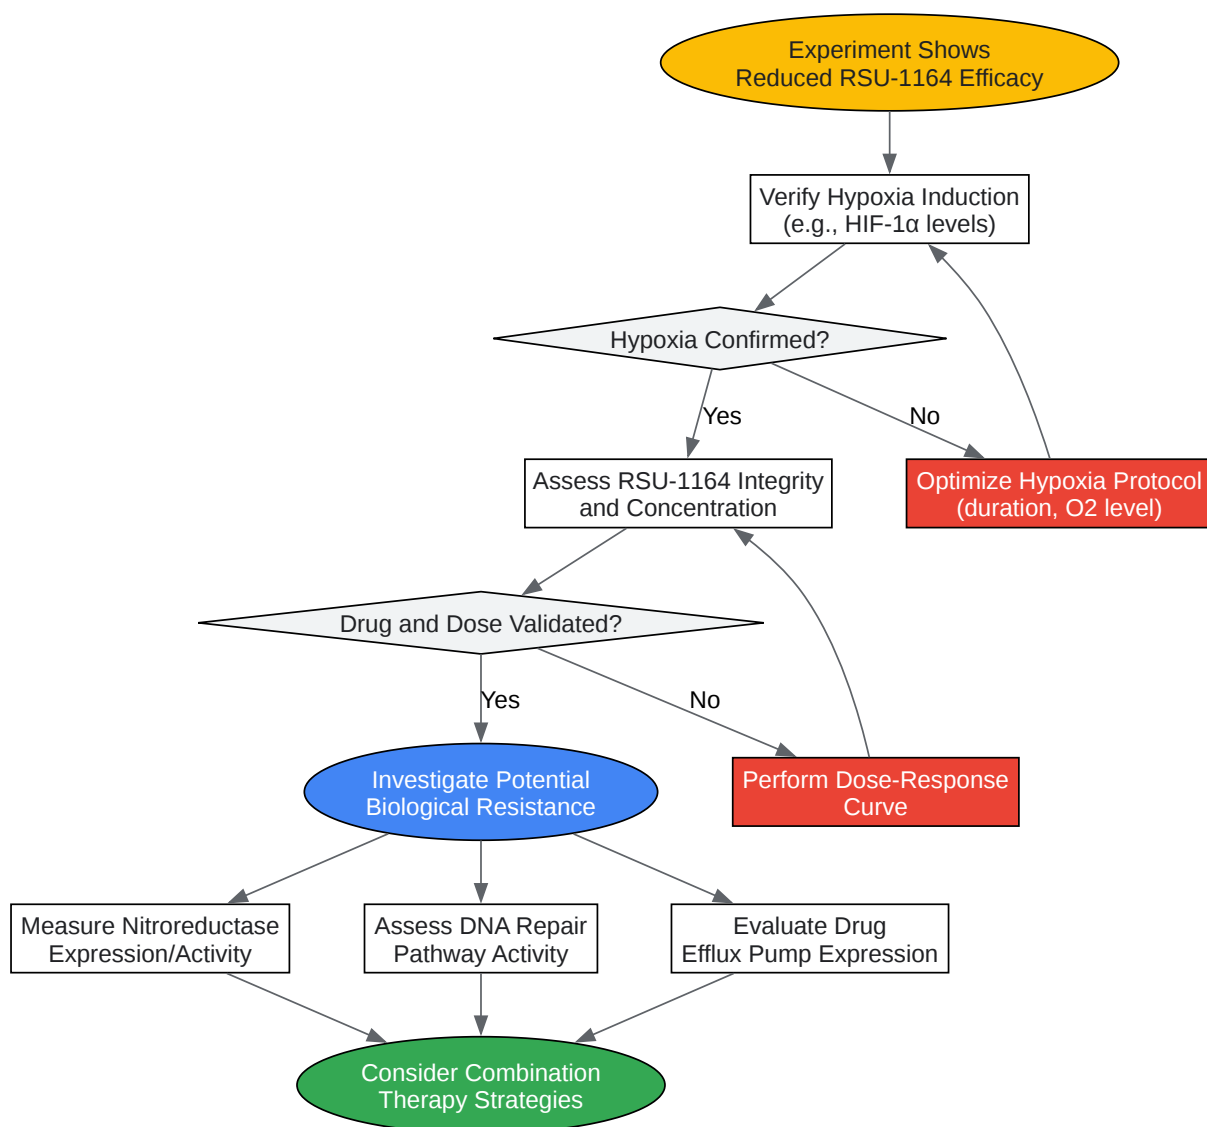 Experiment Shows
Reduced RSU-1164 Efficacy
Verify Hypoxia Induction
(e.g., HIF-1α levels)
Hypoxia Confirmed?
Yes
No
Assess RSU-1164 Integrity
and Concentration
Optimize Hypoxia Protocol
(duration, O2 level)
Drug and Dose Validated?
Yes
No
Investigate Potential
Biological Resistance
Perform Dose-Response
Curve
Measure Nitroreductase
Expression/Activity
Assess DNA Repair
Pathway Activity
Evaluate Drug
Efflux Pump Expression
Consider Combination
Therapy Strategies